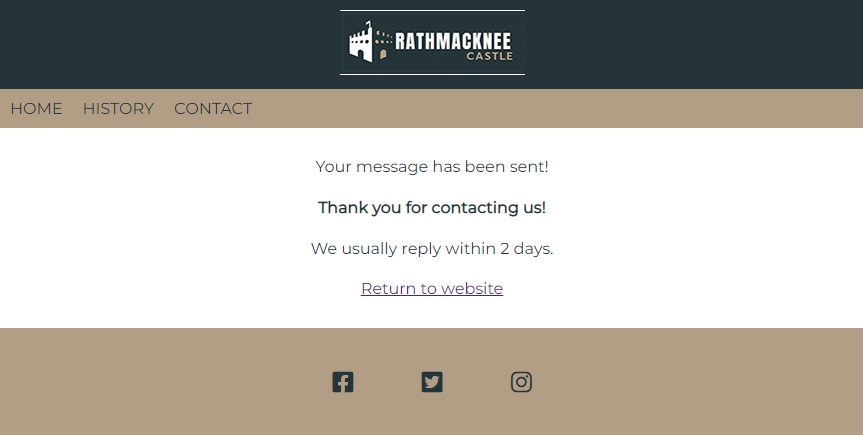 RATHMACKNEE
CASTLE
HOME HISTORY CONTACT
Your message has been sent!
Thank you for contacting us!
We usually reply within 2 days.
Return to website